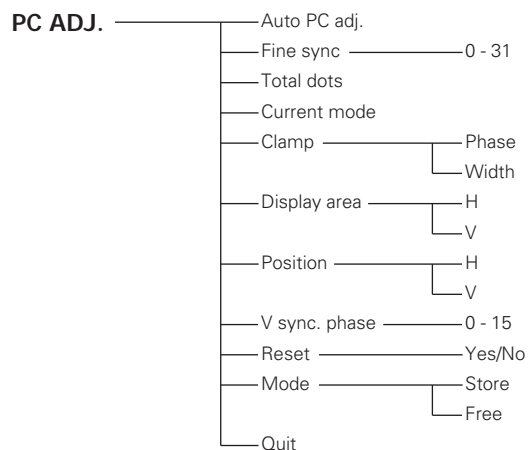 PC ADJ. Auto PC adj.
Fine sync 0 - 31
Total dots
Current mode
Clamp Phase
Width
Display area H
V
Position H
V
V sync. phase 0 - 15
Reset Yes/No
Mode Store
Free
Quit